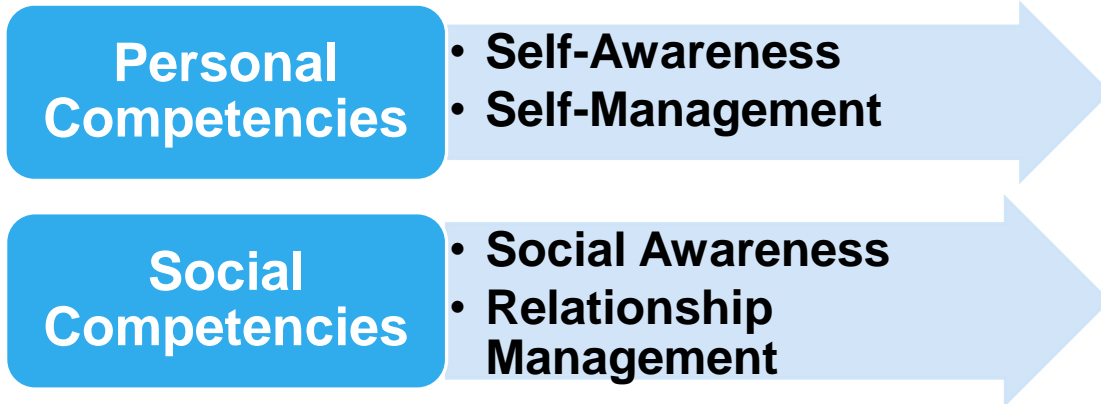 Personal
Competencies
• Self-Awareness
• Self-Management
Social
Competencies
• Social Awareness
• Relationship
Management